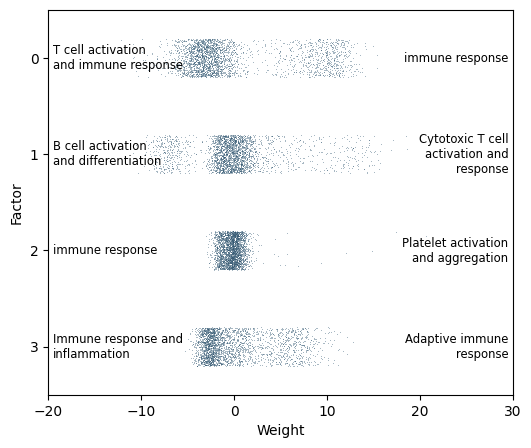 0
T cell activation
and immune response
immune response
1
B cell activation
and differentiation
Cytotoxic T cell
activation and
response
Factor
2
immune response
Platelet activation
and aggregation
3
Immune response and
inflammation
Adaptive immune
response
−20 −10 0 10 20 30
Weight